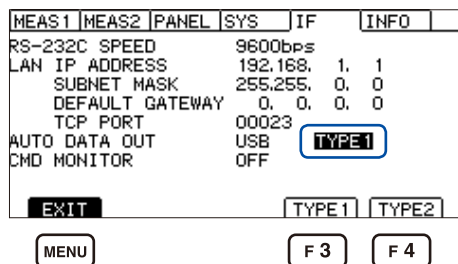 MEAS1 MEAS2 PANEL SYS IF INFO
RS-232C SPEED 9600bps
LAN IP ADDRESS 192.168. 1. 1
SUBNET MASK 255.255. 0. 0
DEFAULT GATEWAY 0. 0. 0. 0
TCP PORT 00023
AUTO DATA OUT USB TYPE1
CMD MONITOR OFF
EXIT TYPE1 TYPE2
MENU F 3 F 4